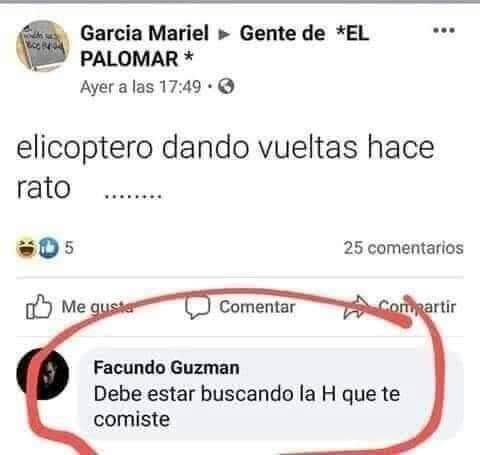 Garcia Mariel ▸ Gente de *EL
PALOMAR *
Ayer a las 17:49 ·
elicoptero dando vueltas hace
rato ........
5
25 comentarios
Me gusta
Comentar
Compartir
Facundo Guzman
Debe estar buscando la H que te
comiste